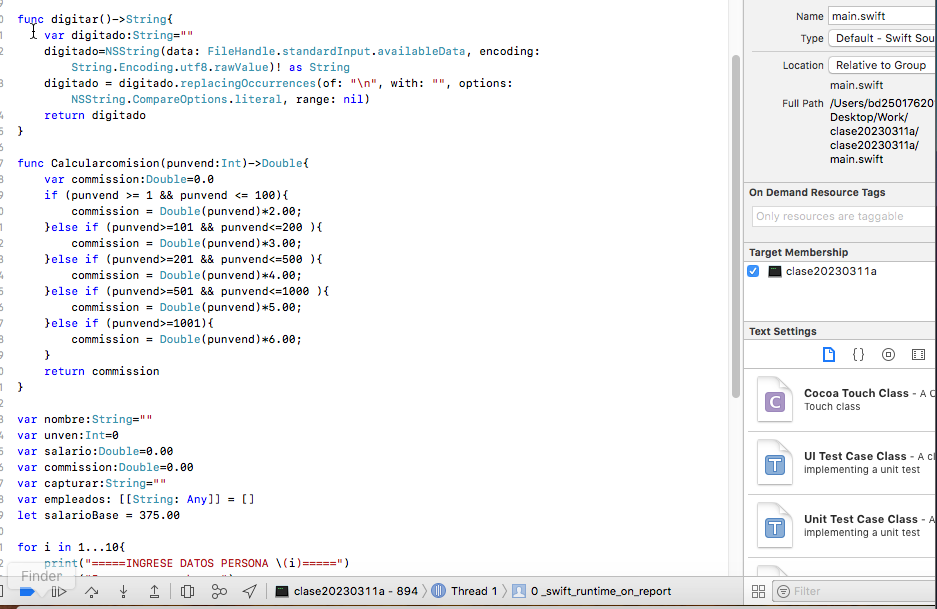 func digitar()->String{
var digitado:String=""
digitado=NSString(data: FileHandle.standardInput.availableData, encoding:
String.Encoding.utf8.rawValue)! as String
digitado = digitado.replacingOccurrences(of: "\n", with: "", options:
NSString.CompareOptions.literal, range: nil)
return digitado
}
func Calcularcomision(punvend:Int)->Double{
var commission:Double=0.0
if (punvend >= 1 && punvend <= 100){
commission = Double(punvend)*2.00;
}else if (punvend>=101 && punvend<=200 ){
commission = Double(punvend)*3.00;
}else if (punvend>=201 && punvend<=500 ){
commission = Double(punvend)*4.00;
}else if (punvend>=501 && punvend<=1000 ){
commission = Double(punvend)*5.00;
}else if (punvend>=1001){
commission = Double(punvend)*6.00;
}
return commission
}
var nombre:String=""
var unven:Int=0
var salario:Double=0.00
var commission:Double=0.00
var capturar:String=""
var empleados: [[String: Any]] = []
let salarioBase = 375.00
for i in 1...10{
print("=====INGRESE DATOS PERSONA \(i)=====")
Finder
clase20230311a - 894
Thread 1
0 _swift_runtime_on_report
Name main.swift
Type Default - Swift Sou
Location Relative to Group
main.swift
Full Path /Users/bd25017620
Desktop/Work/
clase20230311a/
clase20230311a/
main.swift
On Demand Resource Tags
Only resources are taggable
Target Membership
clase20230311a
Text Settings
{}
C
Cocoa Touch Class - A C
Touch class
T
UI Test Case Class - A cl
implementing a unit test
T
Unit Test Case Class - A
implementing a unit test
Filter